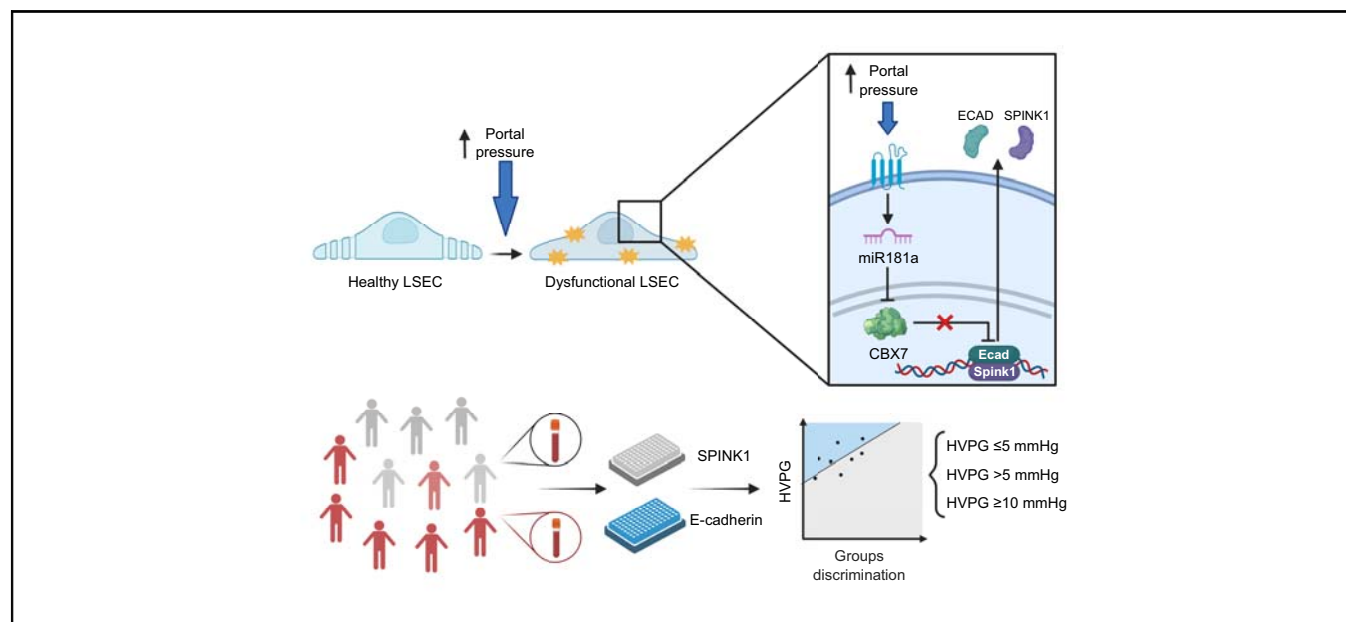 Portal
pressure
Healthy LSEC
Dysfunctional LSEC
Portal
pressure
ECAD
SPINK1
miR181a
CBX7
Ecad
Spink1
SPINK1
E-cadherin
HVPG
Groups
discrimination
HVPG ≤5 mmHg
HVPG >5 mmHg
HVPG ≥10 mmHg